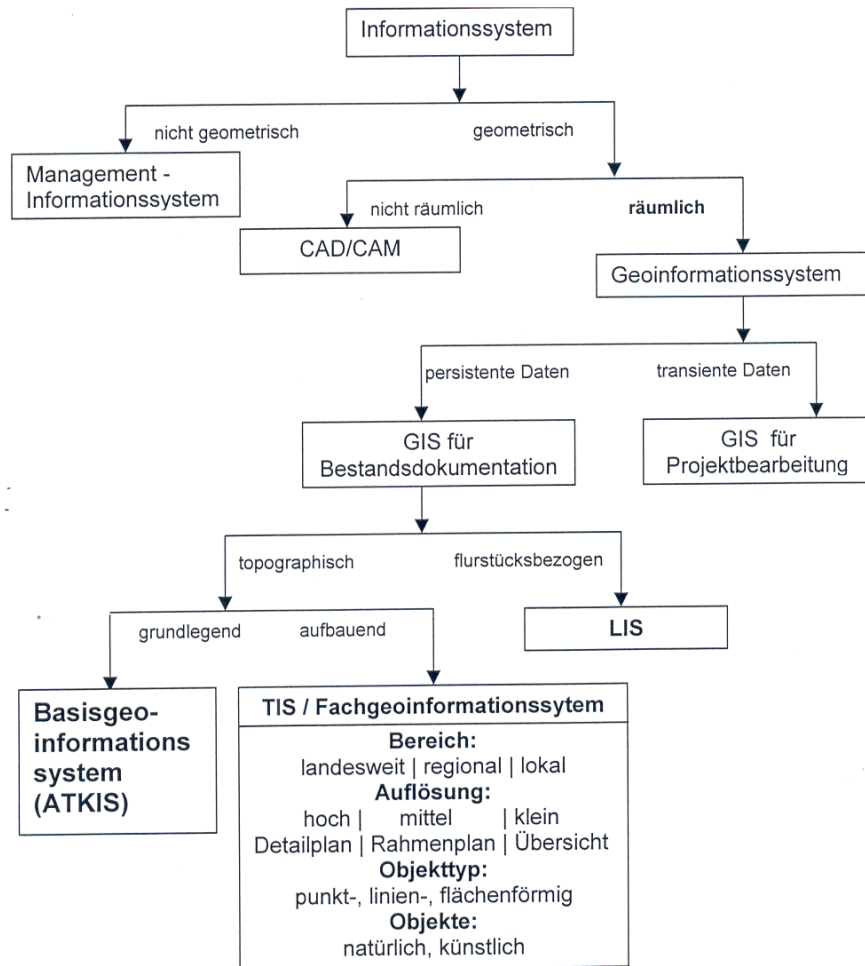 Informationssystem
nicht geometrisch
geometrisch
Management -
Informationssystem
nicht räumlich
räumlich
CAD/CAM
Geoinformationssystem
persistente Daten
transiente Daten
GIS für
Bestandsdokumentation
GIS für
Projektbearbeitung
topographisch
flurstücksbezogen
grundlegend
aufbauend
LIS
Basisgeo-
informations
system
(ATKIS)
TIS / Fachgeoinformationssytem
Bereich:
landesweit | regional | lokal
Auflösung:
hoch | mittel | klein
Detailplan | Rahmenplan | Übersicht
Objekttyp:
punkt-, linien-, flächenförmig
Objekte:
natürlich, künstlich